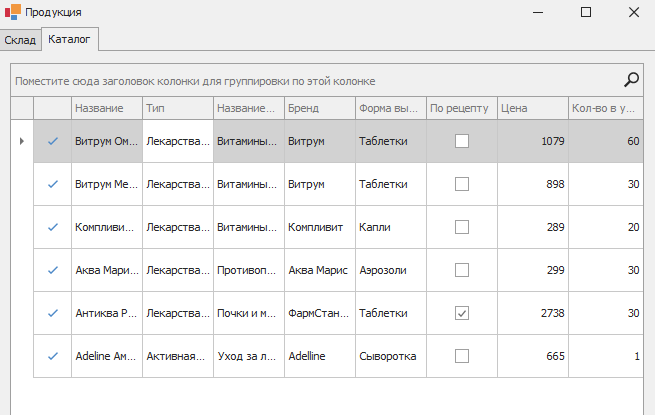 Продукция
Склад Каталог
Поместите сюда заголовок колонки для группировки по этой колонке
Название Тип Название... Бренд Форма вы... По рецепту Цена Кол-во в у...
Витрум Ом... Лекарства... Витамины... Витрум Таблетки 1079 60
Витрум Ме... Лекарства... Витамины... Витрум Таблетки 898 30
Компливи... Лекарства... Витамины... Компливит Капли 289 20
Аква Мари... Лекарства... Противоп... Аква Марис Аэрозоли 299 30
Антиква Р... Лекарства... Почки и м... ФармСтан... Таблетки 2738 30
Adeline Ам... Активная... Уход за л... Adelline Сыворотка 665 1